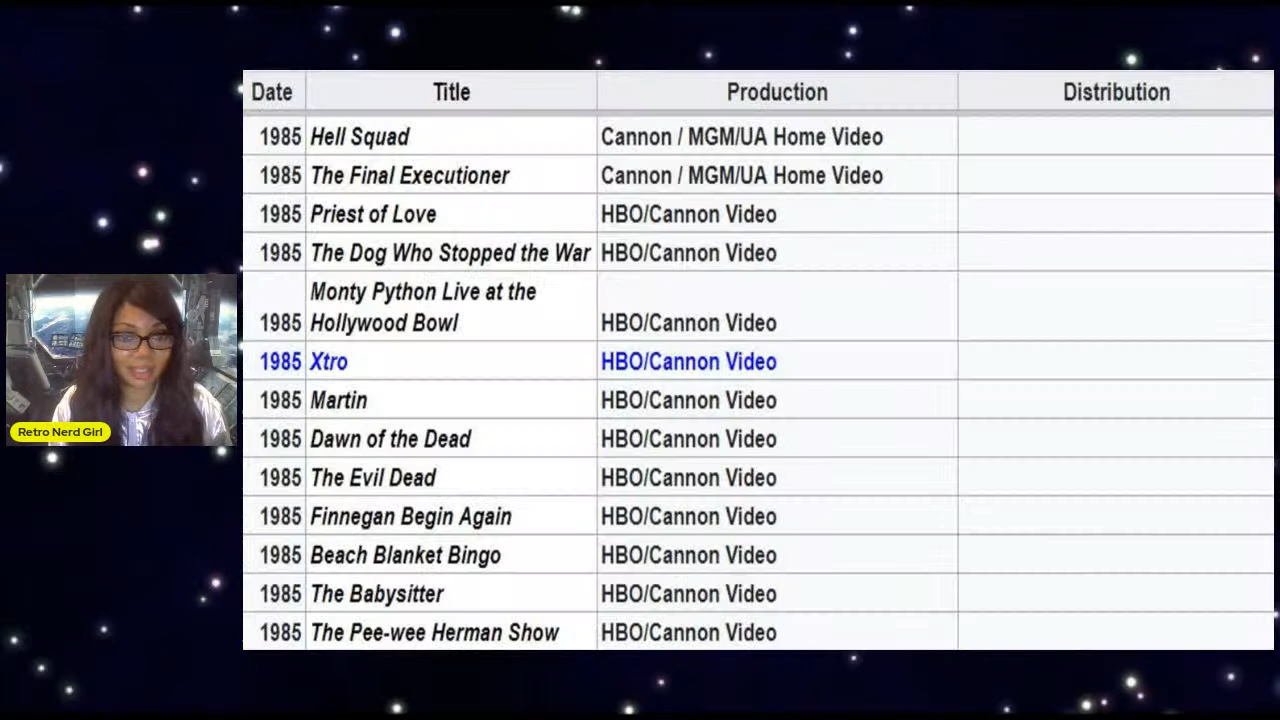 Date Title Production Distribution
1985 Hell Squad Cannon / MGM/UA Home Video
1985 The Final Executioner Cannon / MGM/UA Home Video
1985 Priest of Love HBO/Cannon Video
1985 The Dog Who Stopped the War HBO/Cannon Video
Monty Python Live at the
1985 Hollywood Bowl HBO/Cannon Video
1985 Xtro HBO/Cannon Video
1985 Martin HBO/Cannon Video
1985 Dawn of the Dead HBO/Cannon Video
1985 The Evil Dead HBO/Cannon Video
1985 Finnegan Begin Again HBO/Cannon Video
1985 Beach Blanket Bingo HBO/Cannon Video
1985 The Babysitter HBO/Cannon Video
1985 The Pee-wee Herman Show HBO/Cannon Video
Retro Nerd Girl